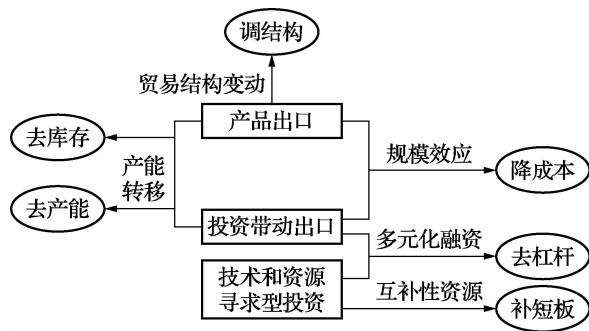 调结构
贸易结构变动
产品出口
去库存
产能
转移
规模效应
降成本
去产能
投资带动出口
多元化融资
去杠杆
技术和资源
寻求型投资
互补性资源
补短板